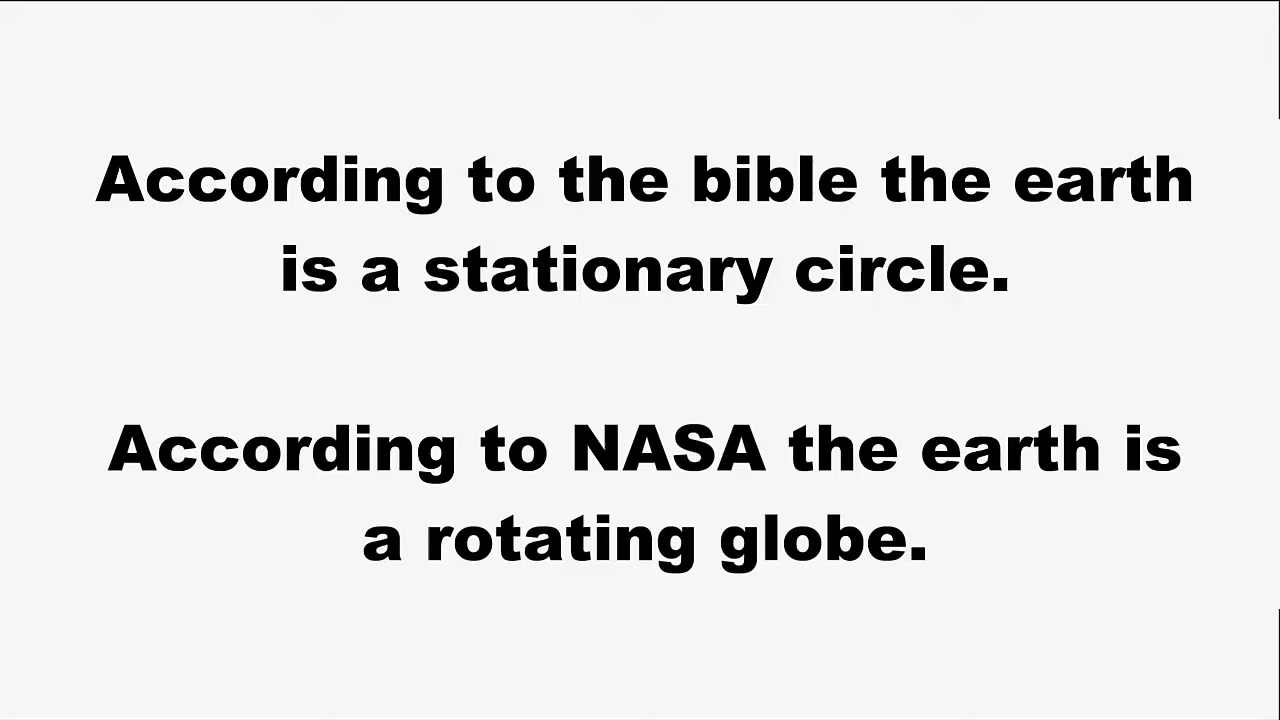 According to the bible the earth
is a stationary circle.
According to NASA the earth is
a rotating globe.